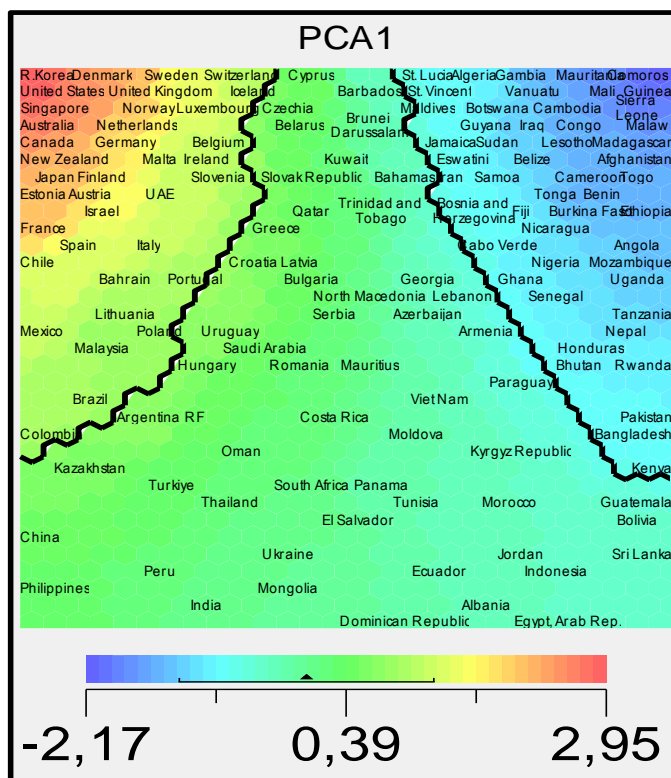 PCA1
R.Korea Denmark Sweden Switzerland Cyprus St. Lucia Algeria Gambia Mauritania Comoros
United States United Kingdom Iceland Barbados St. Vincent Vanuatu Mali Guinea
Singapore Norway Luxembourg Czechia Maldives Botswana Cambodia Sierra Leone
Australia Netherlands Belarus Brunei Darussalam Guyana Iraq Congo Malaw
Canada Germany Belgium Jamaica Sudan Lesotho Madagascar
New Zealand Malta Ireland Kuwait Eswatini Belize Afghanistan
Japan Finland Slovenia Slovak Republic Bahamas Iran Samoa Cameroon Togo
Estonia Austria UAE Tonga Benin
Israel Qatar Trinidad and Tobago Bosnia and Herzegovina Fiji Burkina Faso Ethiopia
France Greece Nicaragua
Spain Italy Cabo Verde Angola
Chile Croatia Latvia Nigeria Mozambique
Bahrain Portugal Bulgaria Georgia Ghana Uganda
North Macedonia Lebanon Senegal
Lithuania Serbia Azerbaijan Tanzania
Mexico Poland Uruguay Armenia Nepal
Malaysia Saudi Arabia Honduras
Hungary Romania Mauritius Bhutan Rwanda
Paraguay
Brazil Viet Nam
Argentina RF Costa Rica Pakistan
Colombi Moldova Bangladesh
Oman Kyrgyz Republic
Kazakhstan Kenya
Turkiye South Africa Panama
Thailand Tunisia Morocco Guatemala
El Salvador Bolivia
China
Ukraine Jordan Sri Lanka
Peru Ecuador Indonesia
Philippines Mongolia
India Albania
Dominican Republic Egypt, Arab Rep.
-2,17 0,39 2,95